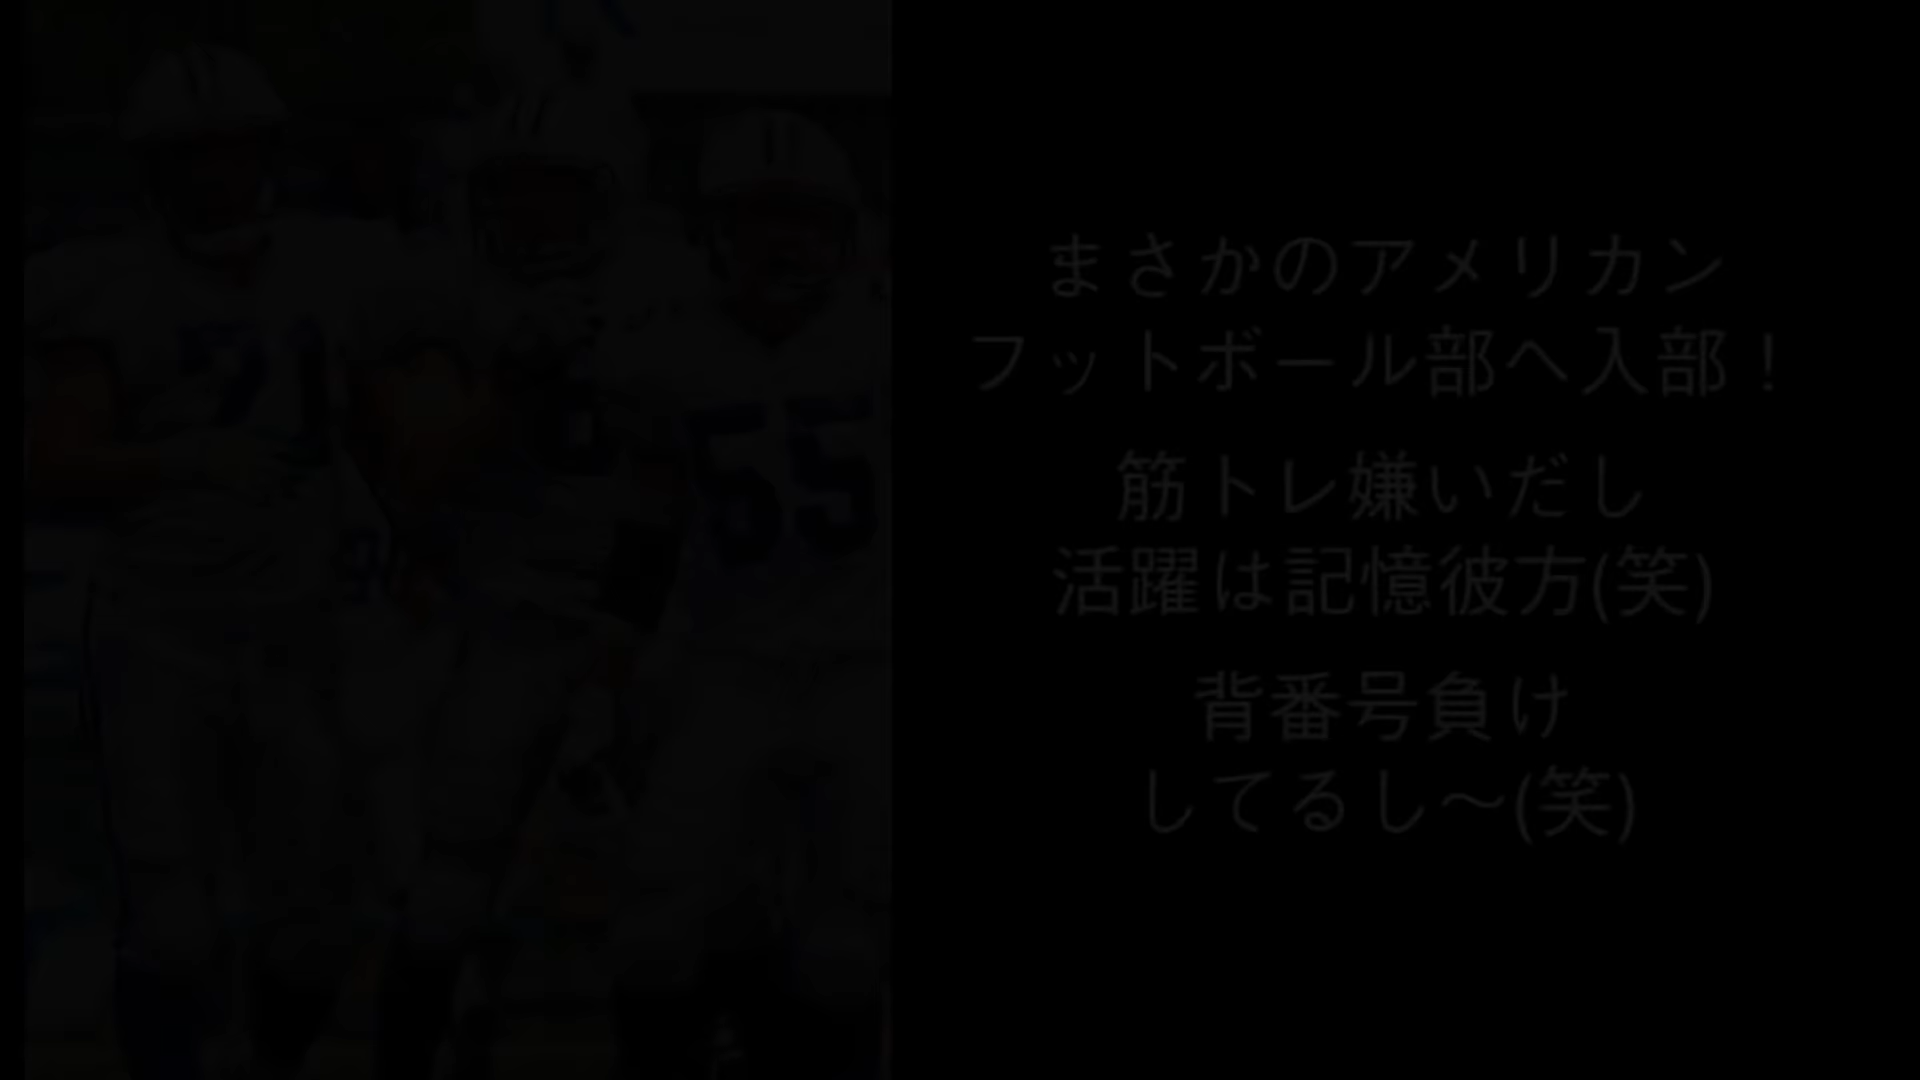 まさかのアメリカン
フットボール部へ入部！
筋トレ嫌いだし
活躍は記憶彼方(笑)
背番号負け
してるし～(笑)
71
55